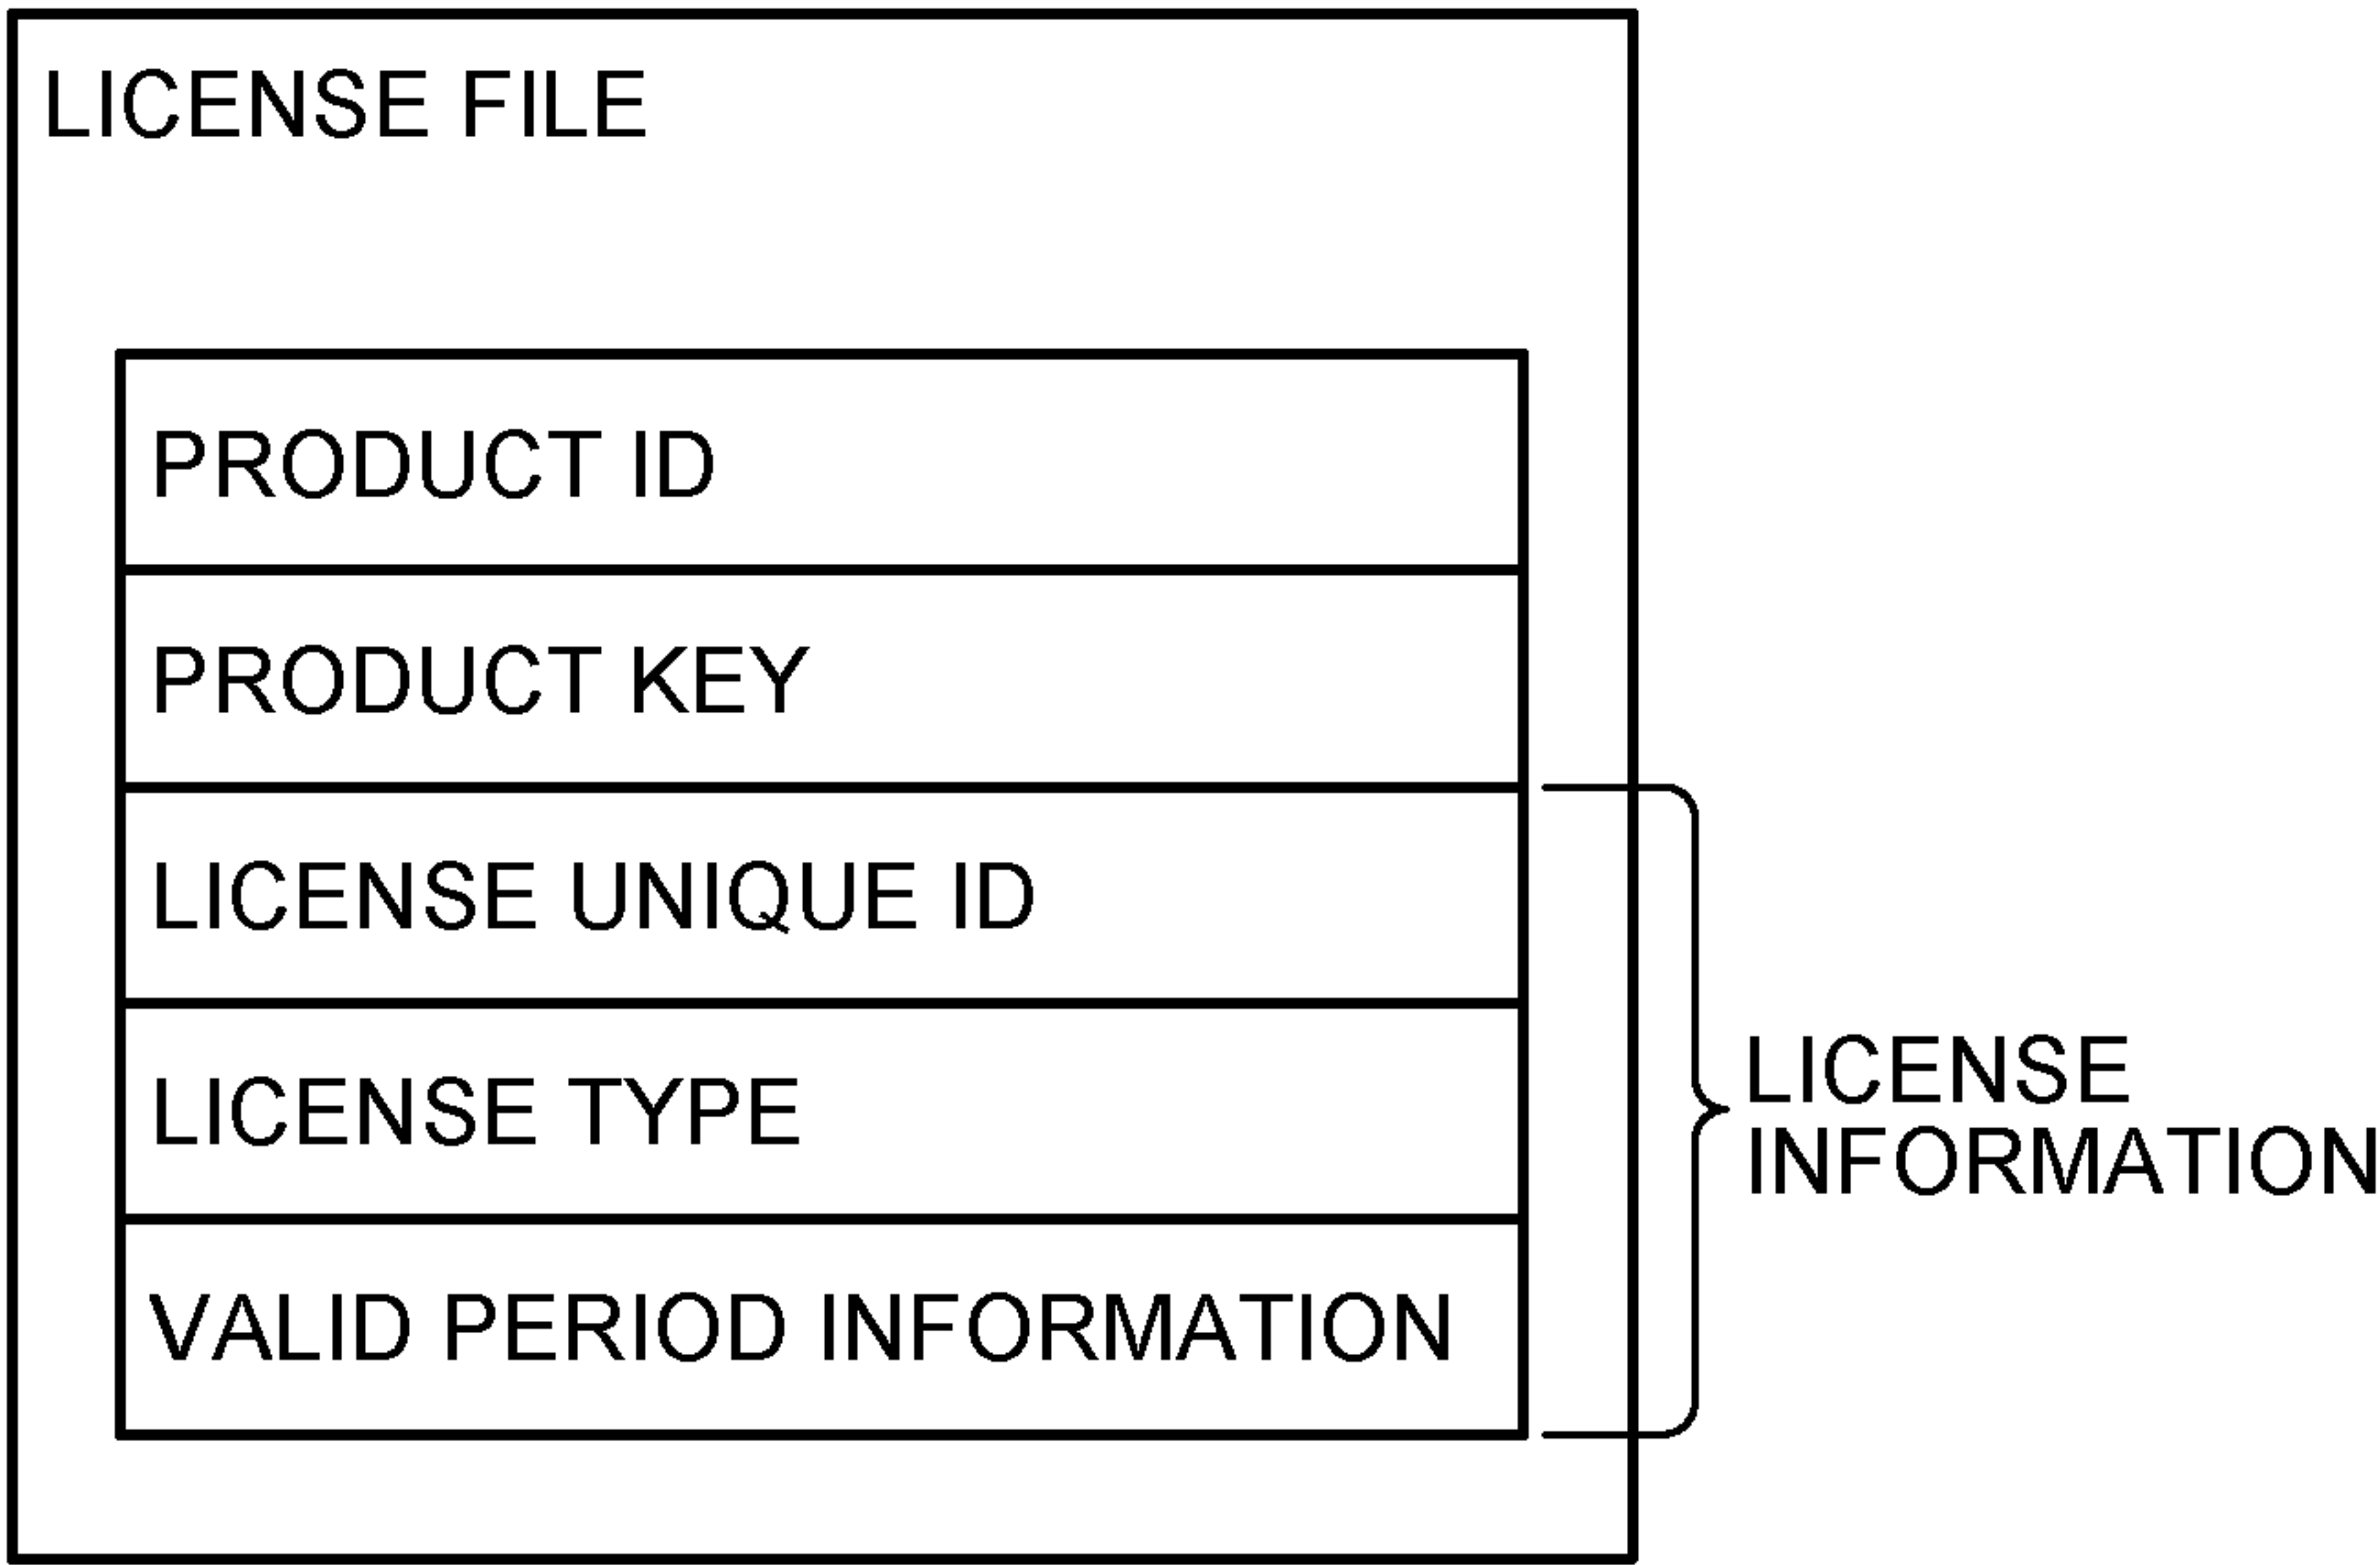 LICENSE FILE
PRODUCT ID
PRODUCT KEY
LICENSE UNIQUE ID
LICENSE TYPE
VALID PERIOD INFORMATION
LICENSE
INFORMATION